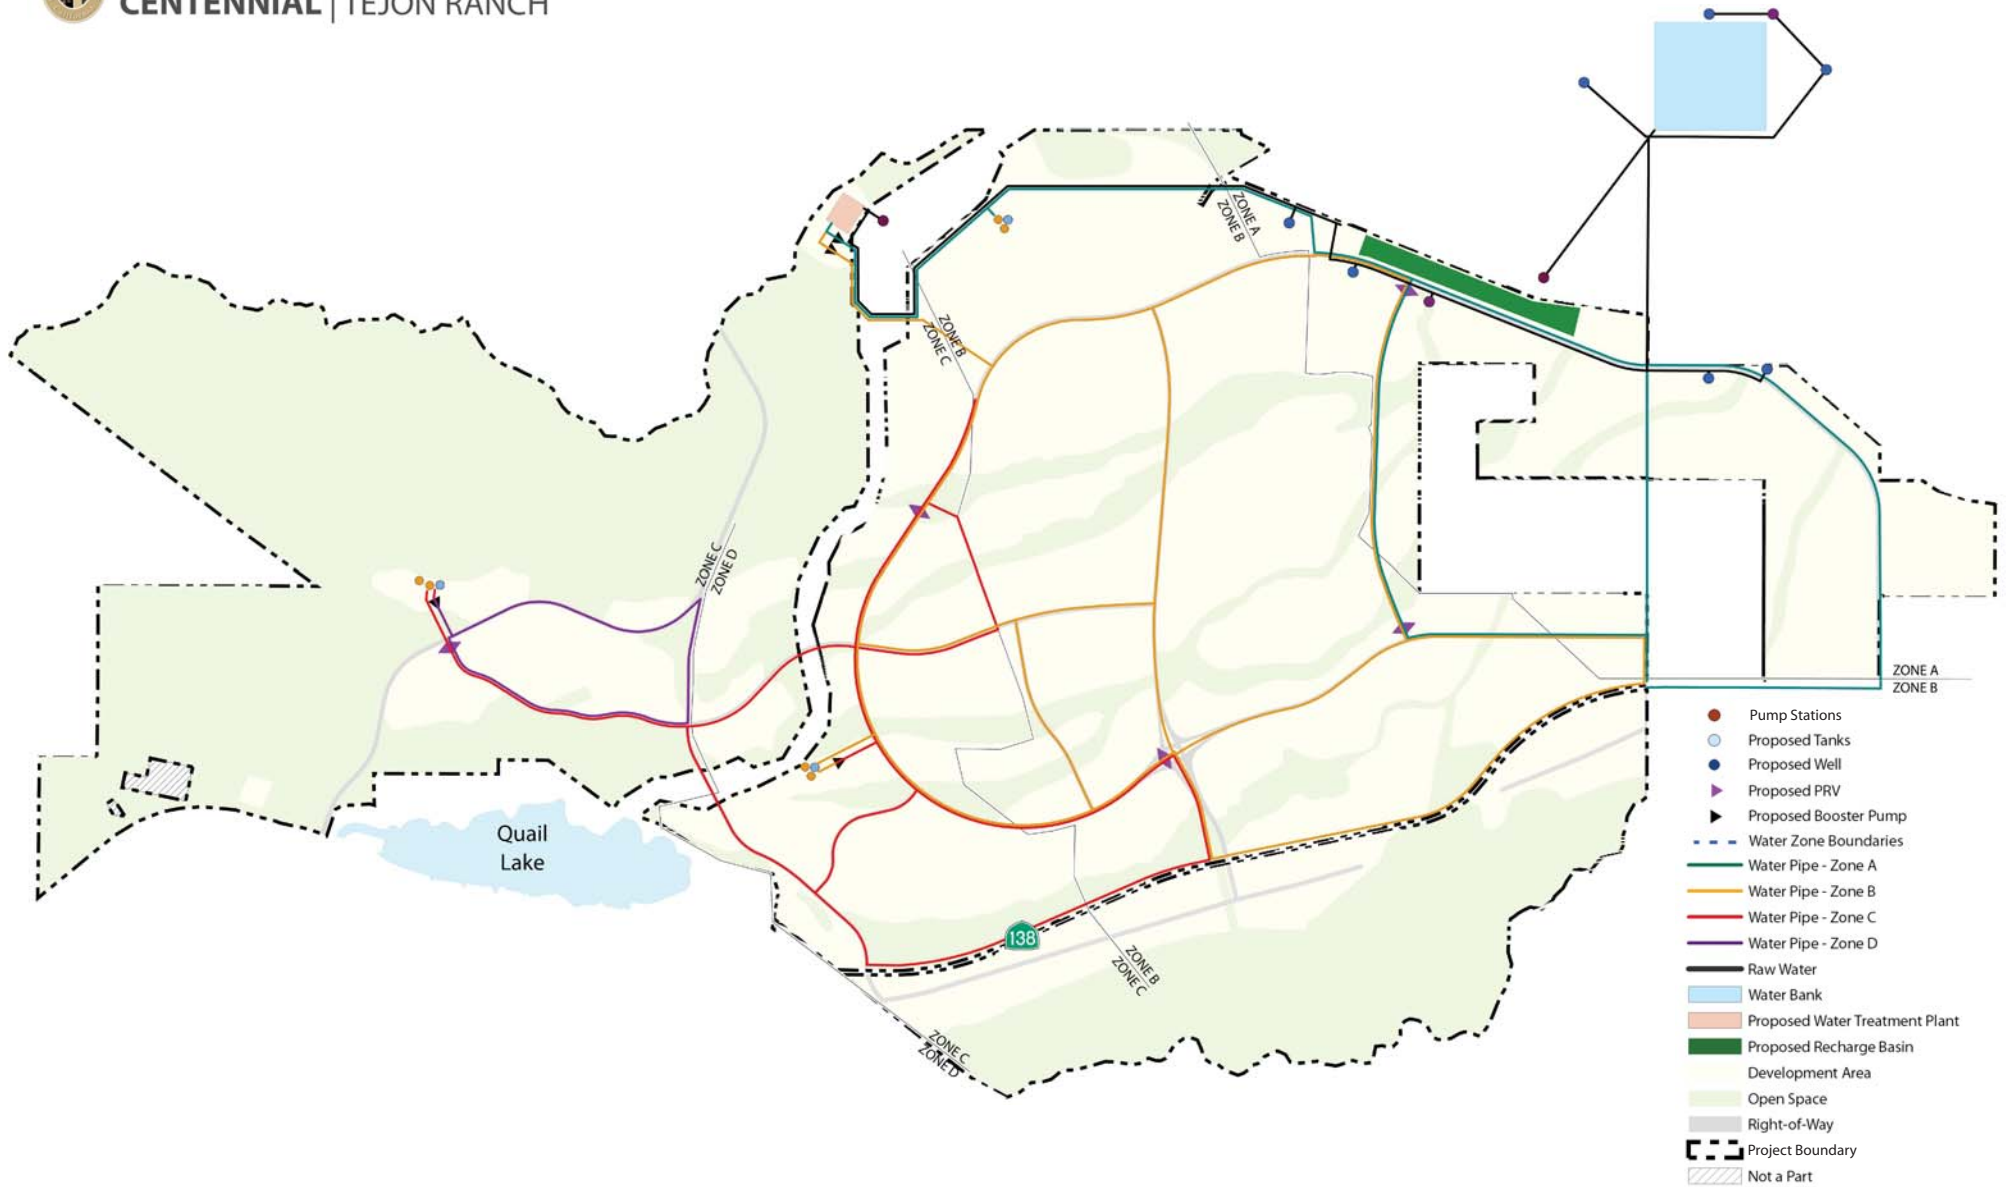 CENTENNIAL | TEJON RANCH
ZONE A
ZONE B
ZONE B
ZONE C
ZONE C
ZONE D
Quail
Lake
138
ZONE B
ZONE C
ZONE C
ZONE D
ZONE A
ZONE B
Pump Stations
Proposed Tanks
Proposed Well
Proposed PRV
Proposed Booster Pump
Water Zone Boundaries
Water Pipe - Zone A
Water Pipe - Zone B
Water Pipe - Zone C
Water Pipe - Zone D
Raw Water
Water Bank
Proposed Water Treatment Plant
Proposed Recharge Basin
Development Area
Open Space
Right-of-Way
Project Boundary
Not a Part